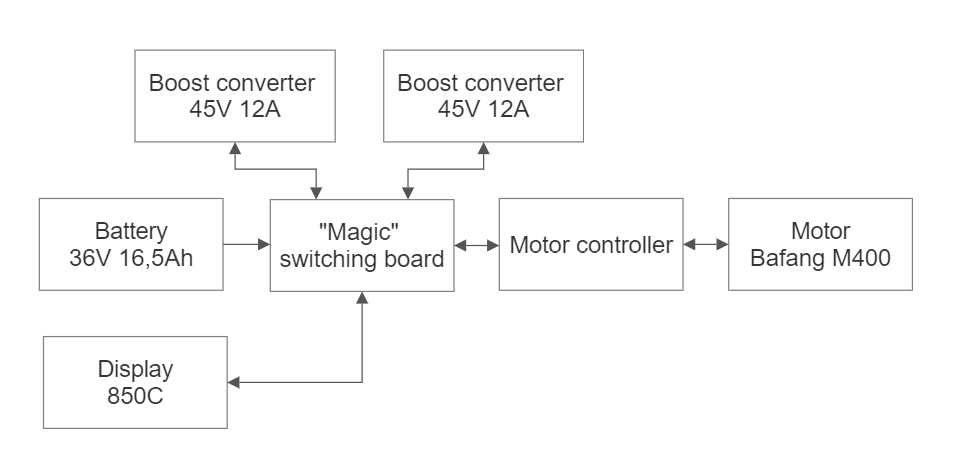 Boost converter
45V 12A
Boost converter
45V 12A
Battery
36V 16,5Ah
"Magic"
switching board
Motor controller
Motor
Bafang M400
Display
850C